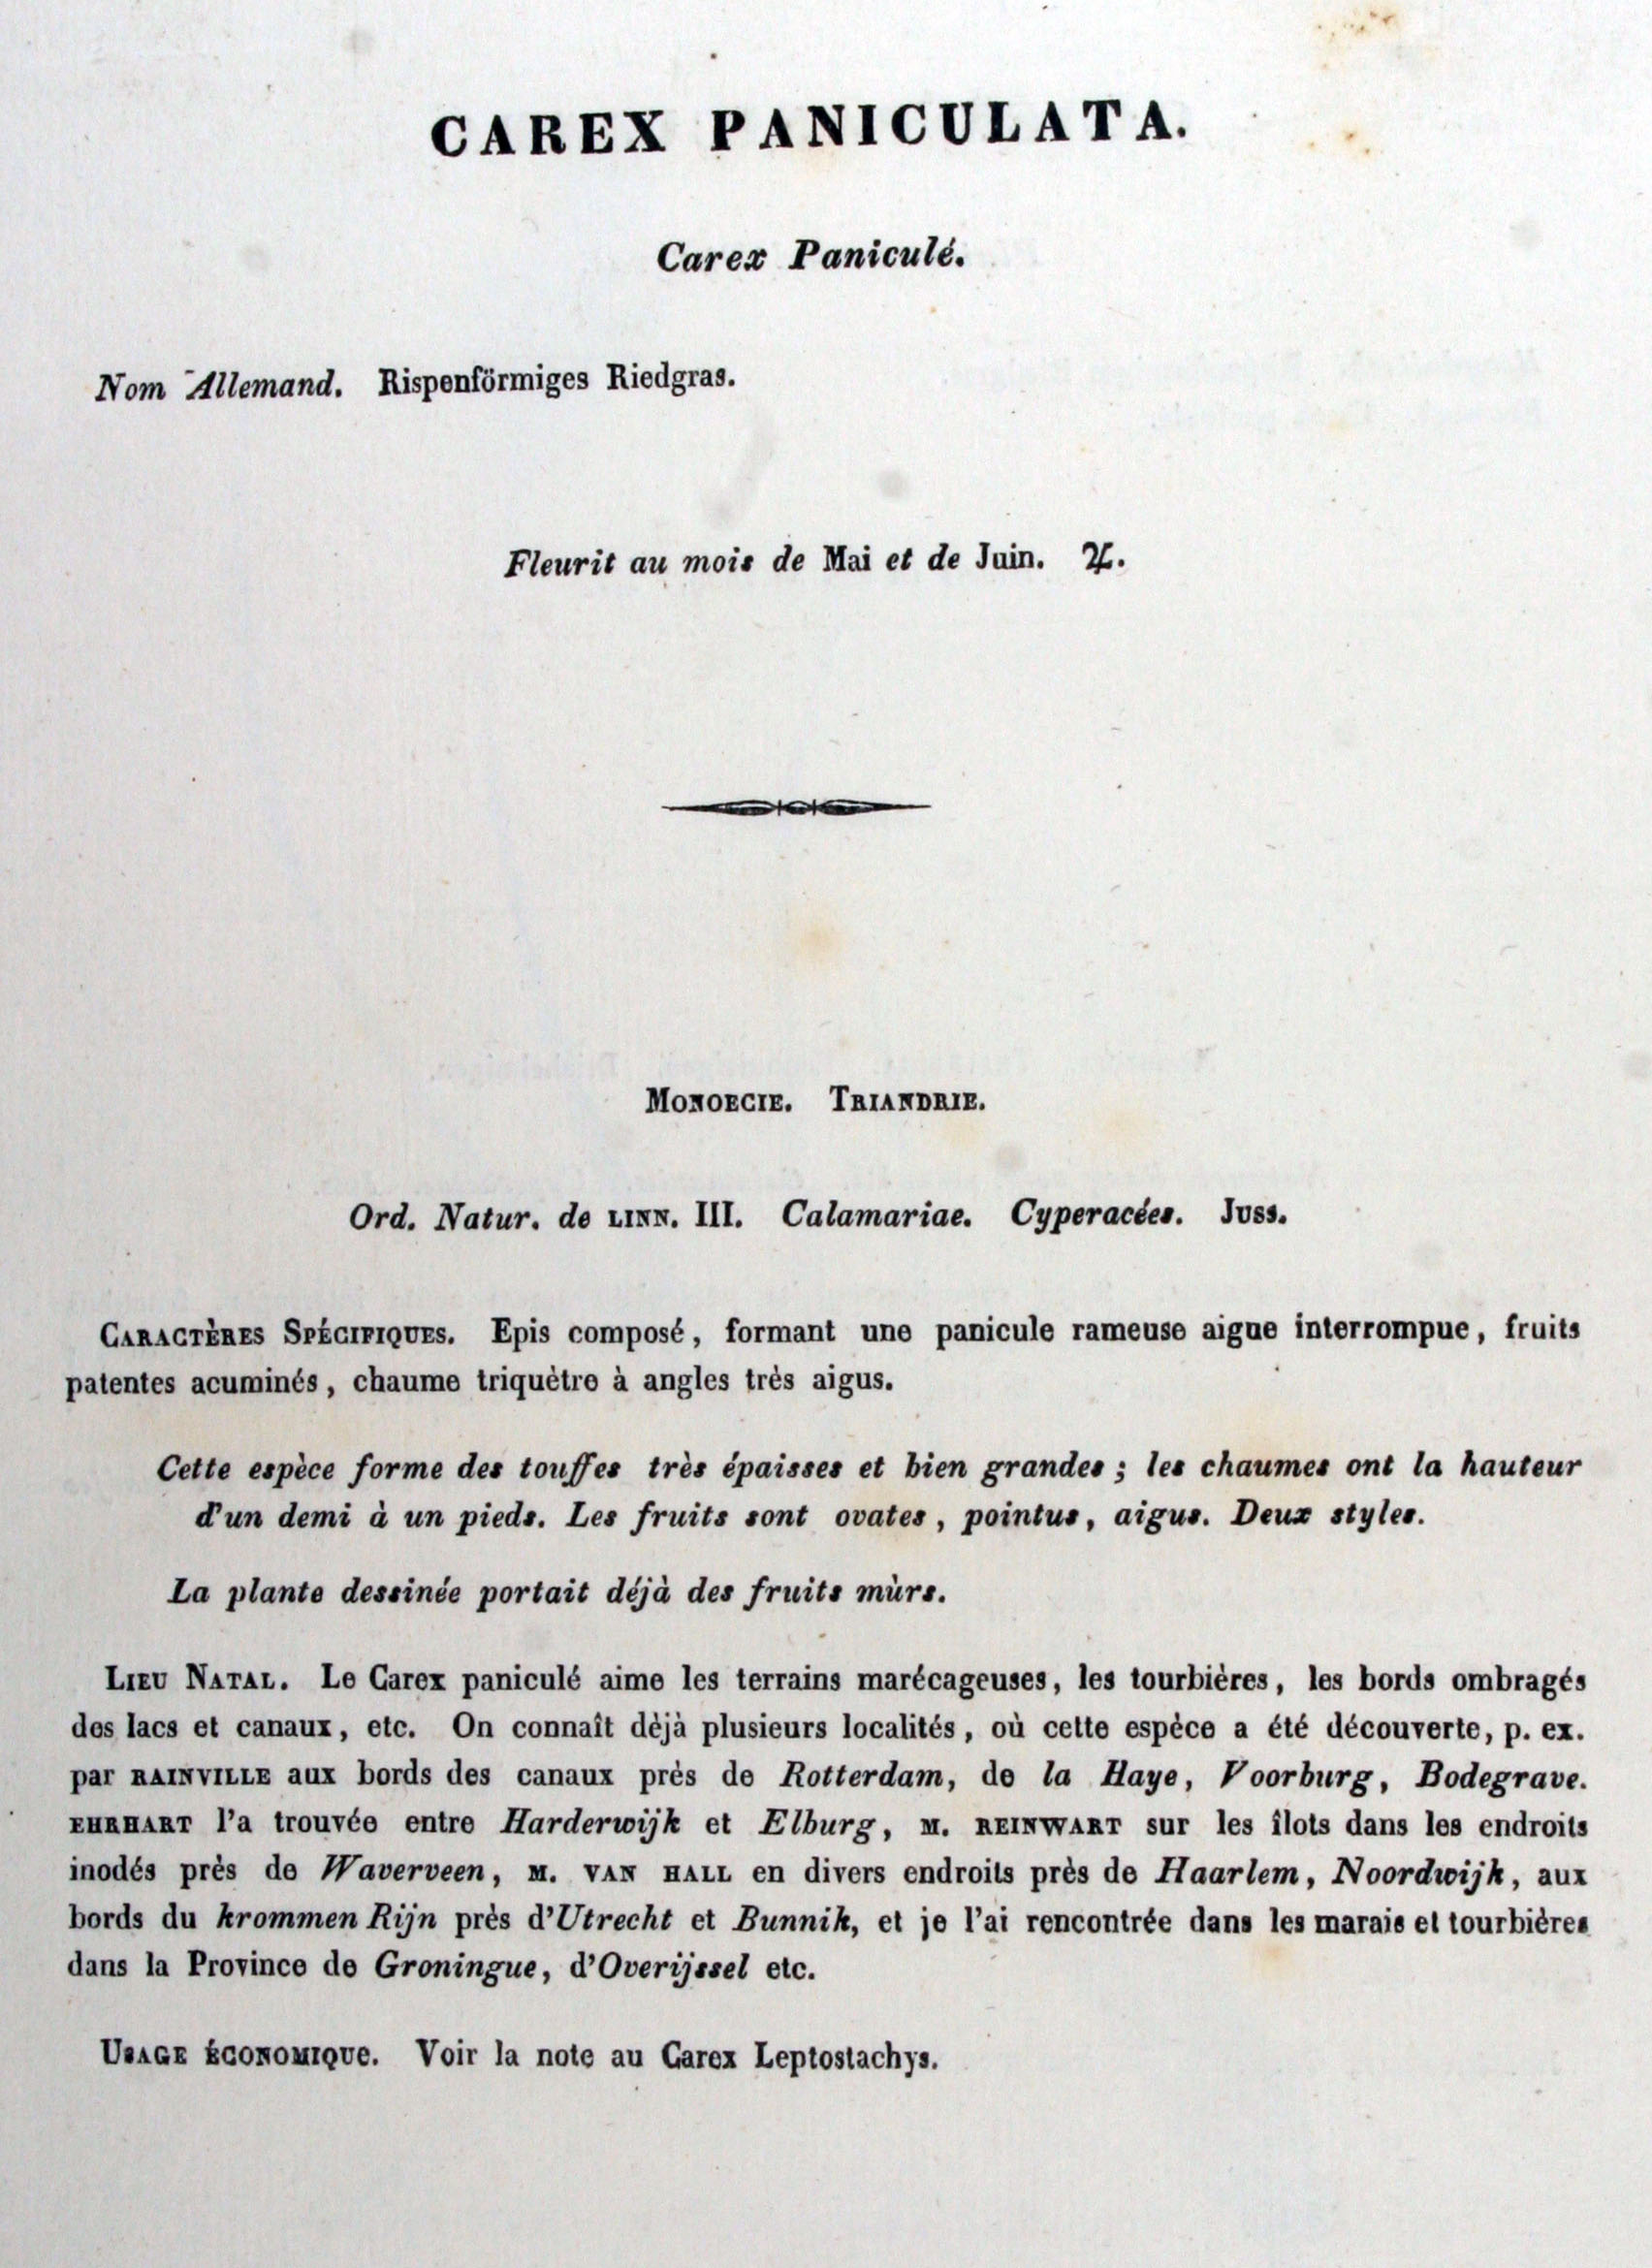 CAREX PANICULATA.
Carex Paniculé.
Nom Allemand. Rispenförmiges Riedgras.
Fleurit au mois de Mai et de Juin. ♃.
Monoecie. Triandrie.
Ord. Natur. de LINN. III. Calamariae. Cyperacées. Juss.
Caractères Spécifiques. Epis composé, formant une panicule rameuse aigue interrompue, fruits
patentes acuminés, chaume triquètre à angles très aigus.
Cette espèce forme des touffes très épaisses et bien grandes; les chaumes ont la hauteur
d'un demi à un pieds. Les fruits sont ovates, pointus, aigus. Deux styles.
La plante dessinée portait déjà des fruits mùrs.
Lieu Natal. Le Carex paniculé aime les terrains marécageuses, les tourbières, les bords ombragés
des lacs et canaux, etc. On connaît dèjà plusieurs localités, où cette espèce a été découverte, p. ex.
par RAINVILLE aux bords des canaux près de Rotterdam, de la Haye, Voorburg, Bodegrave.
EHRHART l'a trouvée entre Harderwijk et Elburg, M. REINWART sur les îlots dans les endroits
inodés près de Waverveen, M. VAN HALL en divers endroits près de Haarlem, Noordwijk, aux
bords du krommen Rijn près d'Utrecht et Bunnik, et je l'ai rencontrée dans les marais et tourbières
dans la Province de Groningue, d'Overijssel etc.
Usage économique. Voir la note au Carex Leptostachys.